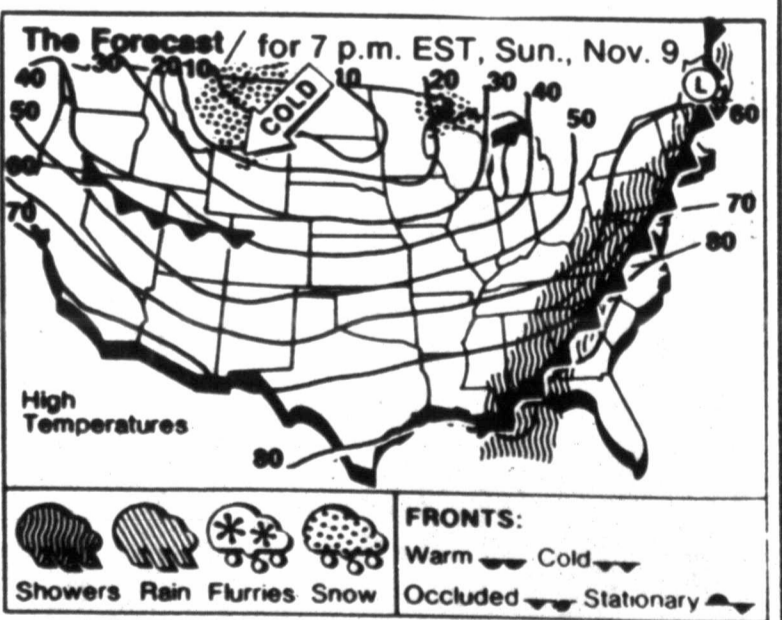 The Forecast / for 7 p.m. EST, Sun., Nov. 9
40 30 20 10 COLD 10 20 30 40 L
50 50 60
60
70 70
80
High
Temperatures
80
Showers Rain Flurries Snow
FRONTS:
Warm Cold
Occluded Stationary